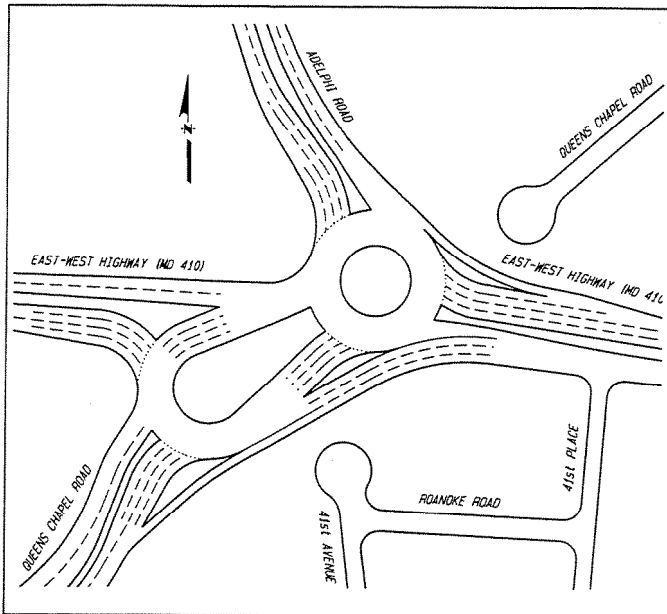 ADELPHI ROAD
QUEENS CHAPEL ROAD
N
EAST-WEST HIGHWAY (MD 410)
EAST-WEST HIGHWAY (MD 410
QUEENS CHAPEL ROAD
41st AVENUE
ROANOKE ROAD
41st PLACE